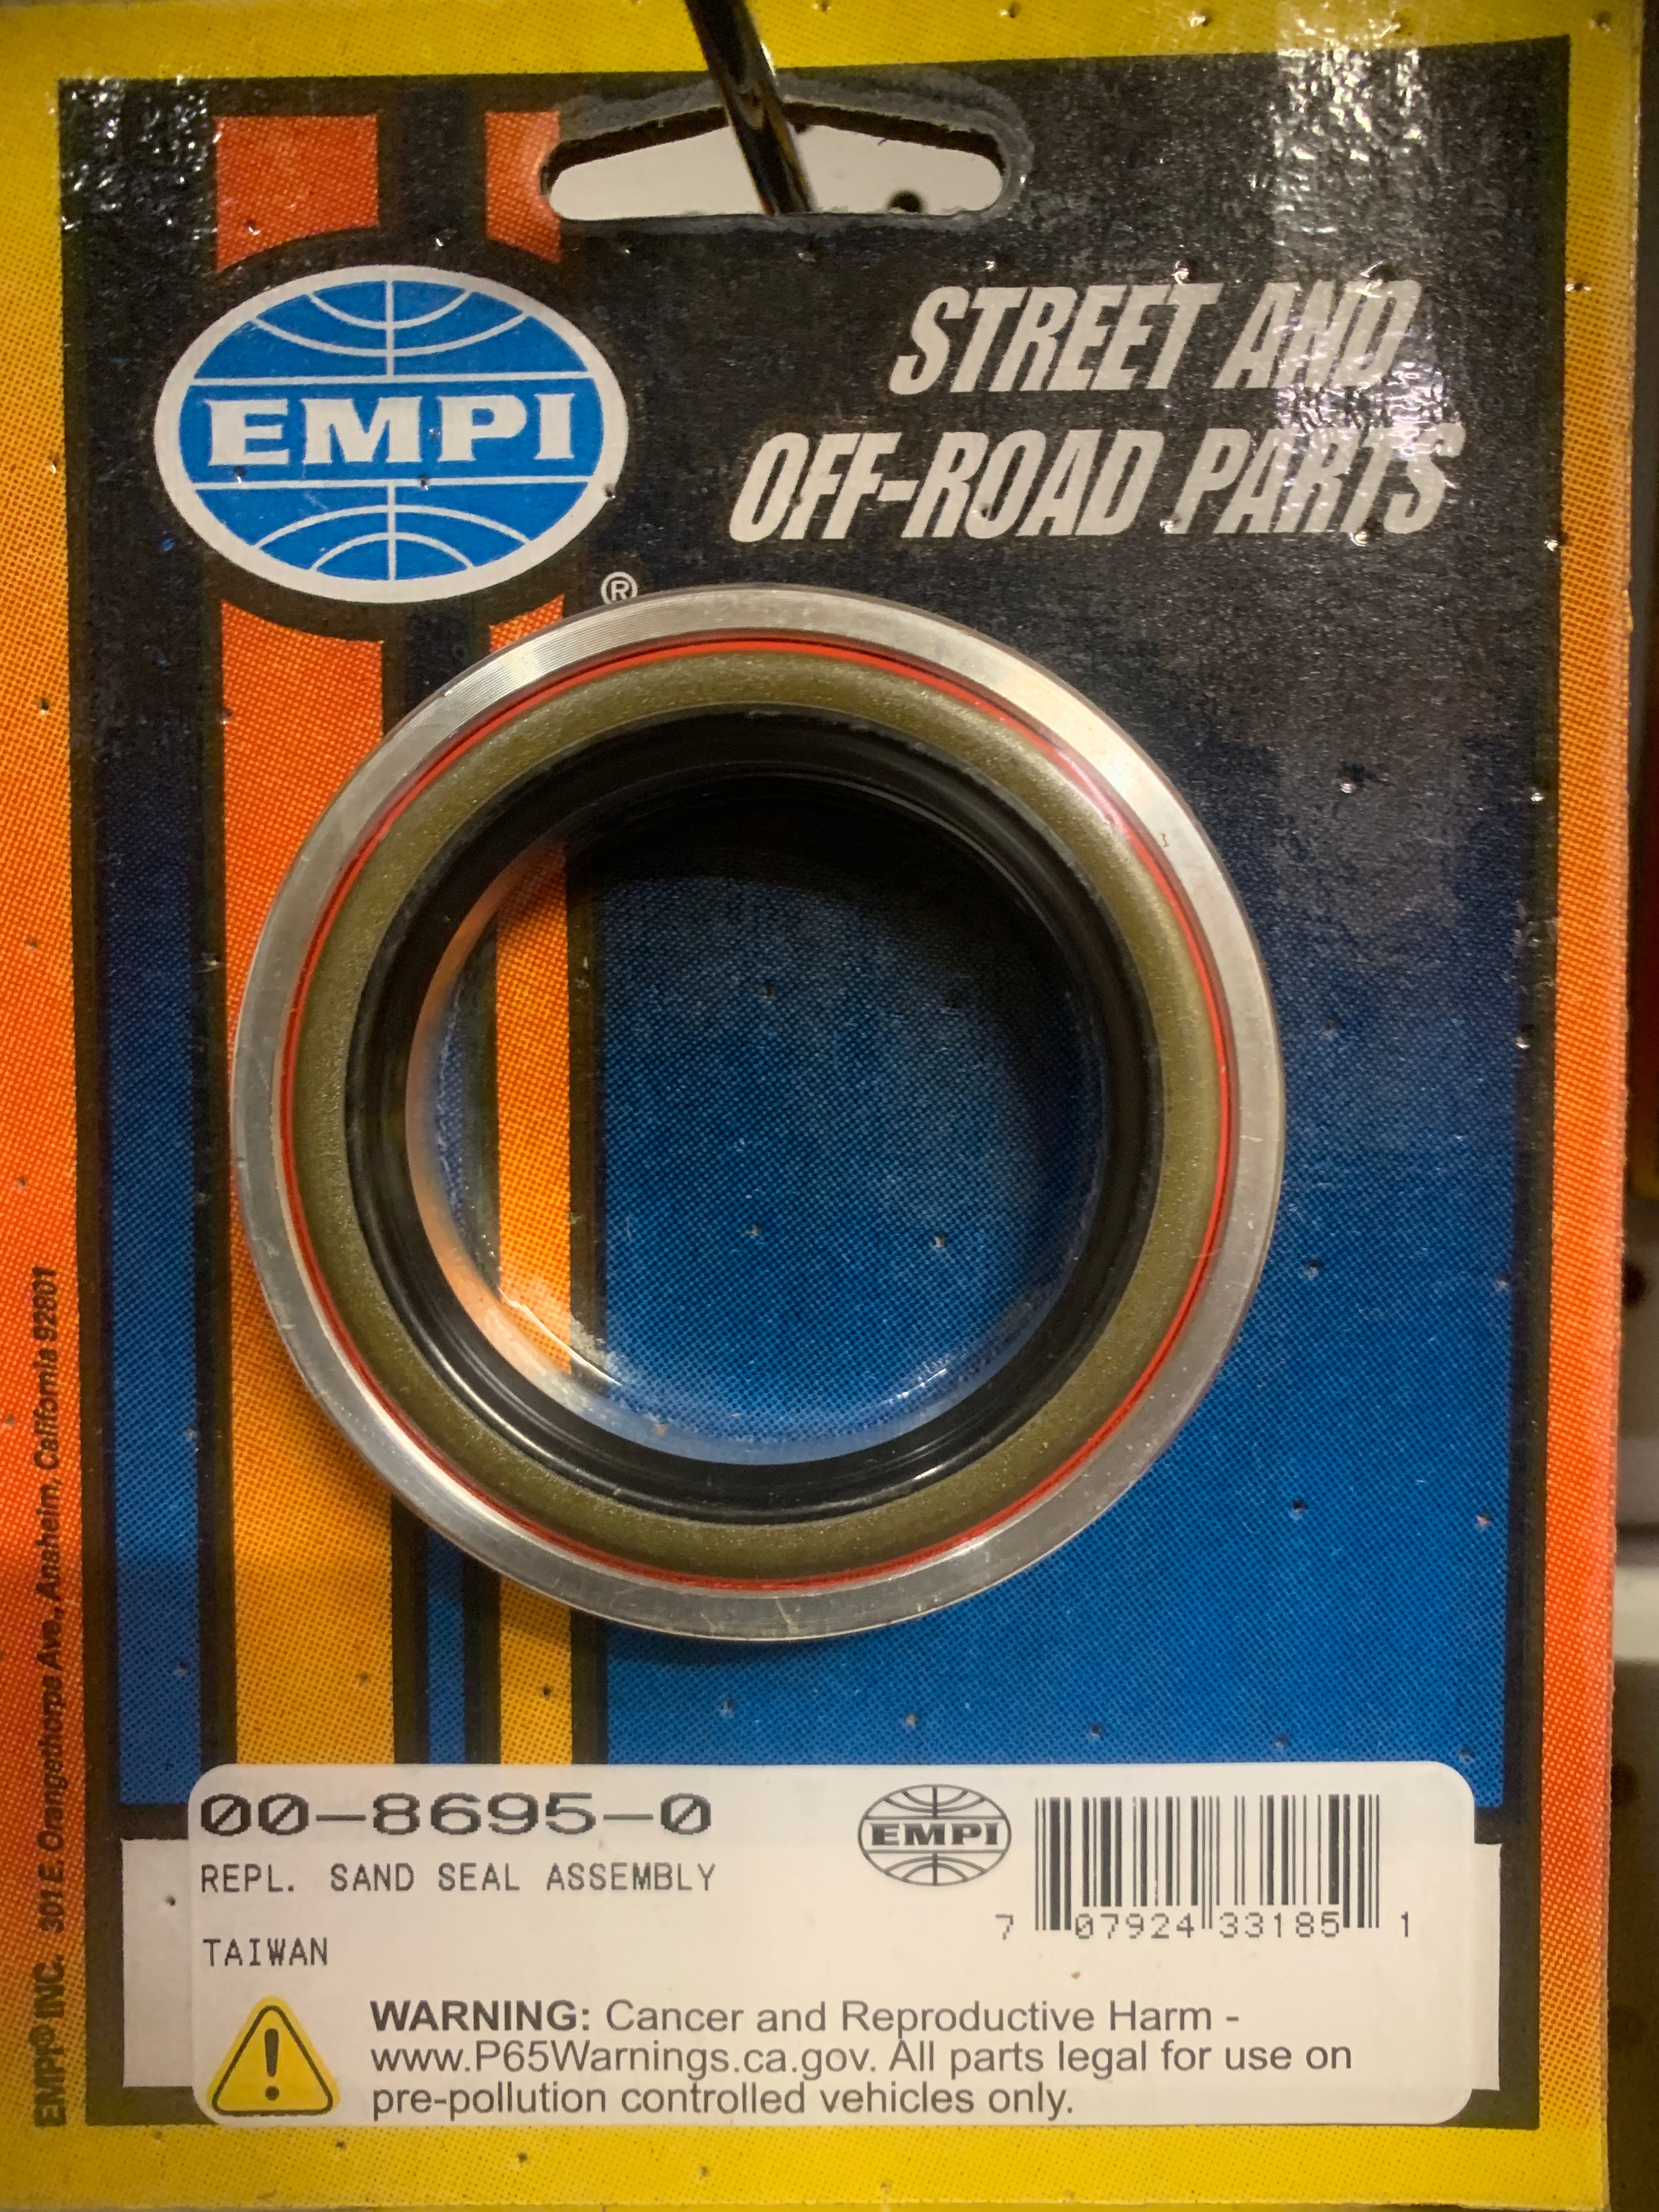 EMPI
®
STREET AND
OFF-ROAD PARTS
EMPI® INC. 301 E. Orangethorpe Ave., Anaheim, California 92801
00-8695-0
REPL. SAND SEAL ASSEMBLY
TAIWAN
EMPI
7 07924 33185 1
WARNING: Cancer and Reproductive Harm -
www.P65Warnings.ca.gov. All parts legal for use on
pre-pollution controlled vehicles only.